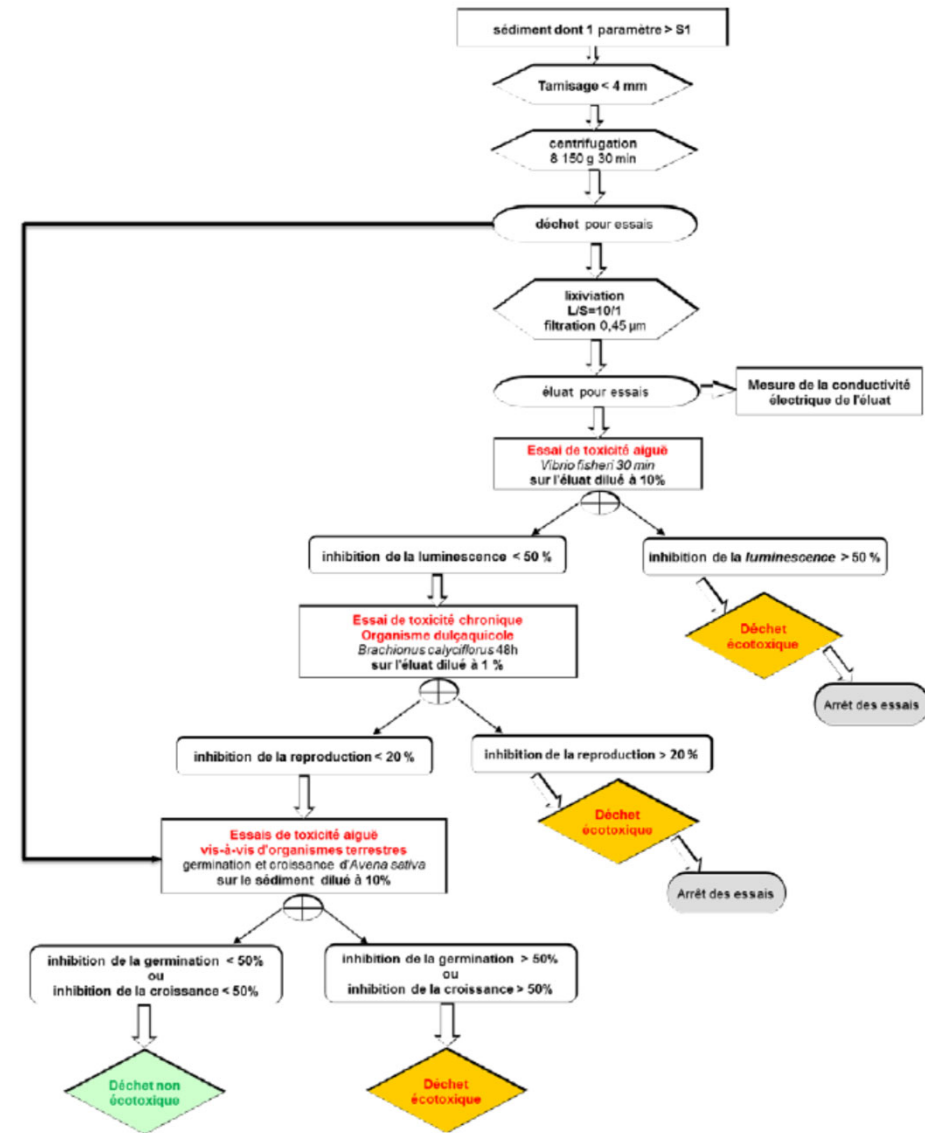 sédiment dont 1 paramètre > S1
Tamisage < 4 mm
centrifugation
8 150 g 30 min
déchet pour essais
lixiviation
L/S=10/1
filtration 0,45 µm
éluat pour essais
Mesure de la conductivité
électrique de l'éluat
Essai de toxicité aiguë
Vibrio fisheri 30 min
sur l'éluat dilué à 10%
inhibition de la luminescence < 50 %
inhibition de la luminescence > 50 %
Essai de toxicité chronique
Organisme dulçaquicole
Brachionus calyciflorus 48h
sur l'éluat dilué à 1 %
Déchet
écotoxique
Arrêt des essais
inhibition de la reproduction < 20 %
inhibition de la reproduction > 20 %
Déchet
écotoxique
Arrêt des essais
Essais de toxicité aiguë
vis-à-vis d'organismes terrestres
germination et croissance d'Avena sativa
sur le sédiment dilué à 10%
inhibition de la germination < 50%
ou
inhibition de la croissance < 50%
inhibition de la germination > 50%
ou
inhibition de la croissance > 50%
Déchet non
écotoxique
Déchet
écotoxique